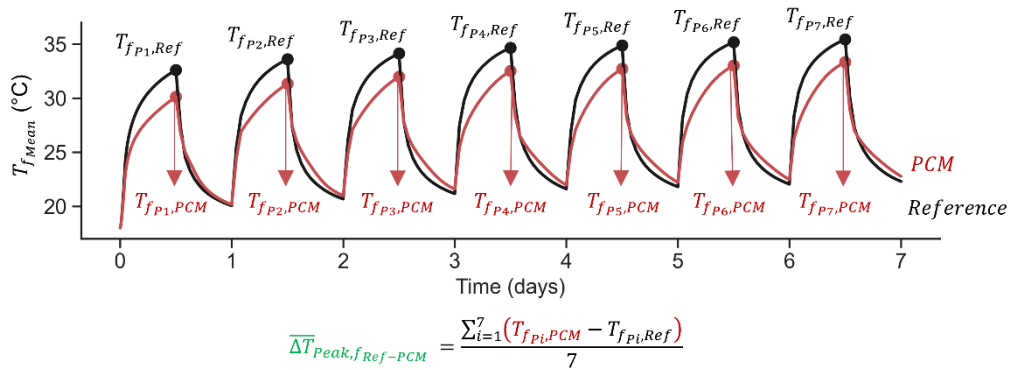 T_{f_{P1},Ref} T_{f_{P2},Ref} T_{f_{P3},Ref} T_{f_{P4},Ref} T_{f_{P5},Ref} T_{f_{P6},Ref} T_{f_{P7},Ref}
T_{f_{Mean}} (°C)
35
30
25
20
PCM
Reference
T_{f_{P1},PCM} T_{f_{P2},PCM} T_{f_{P3},PCM} T_{f_{P4},PCM} T_{f_{P5},PCM} T_{f_{P6},PCM} T_{f_{P7},PCM}
0 1 2 3 4 5 6 7
Time (days)
\overline{ΔT}_{Peak,f_{Ref-PCM}} = \frac{\sum_{i=1}^{7}(T_{f_{Pi},PCM} - T_{f_{Pi},Ref})}{7}